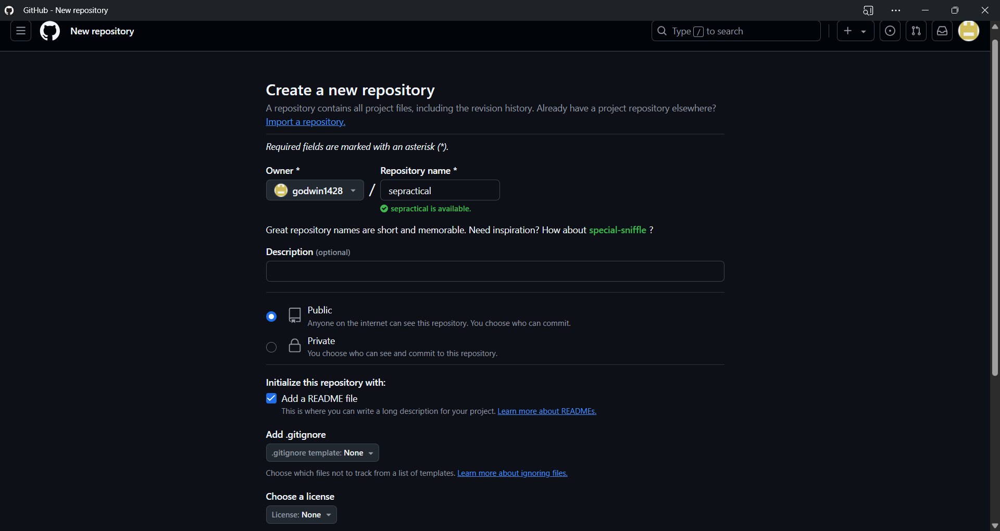 GitHub - New repository
New repository
Type / to search
Create a new repository
A repository contains all project files, including the revision history. Already have a project repository elsewhere?
Import a repository.
Required fields are marked with an asterisk (*).
Owner *
Repository name *
godwin1428
/
sepractical
sepractical is available.
Great repository names are short and memorable. Need inspiration? How about special-sniffle ?
Description (optional)
Public
Anyone on the internet can see this repository. You choose who can commit.
Private
You choose who can see and commit to this repository.
Initialize this repository with:
Add a README file
This is where you can write a long description for your project. Learn more about READMEs.
Add .gitignore
.gitignore template: None
Choose which files not to track from a list of templates. Learn more about ignoring files.
Choose a license
License: None